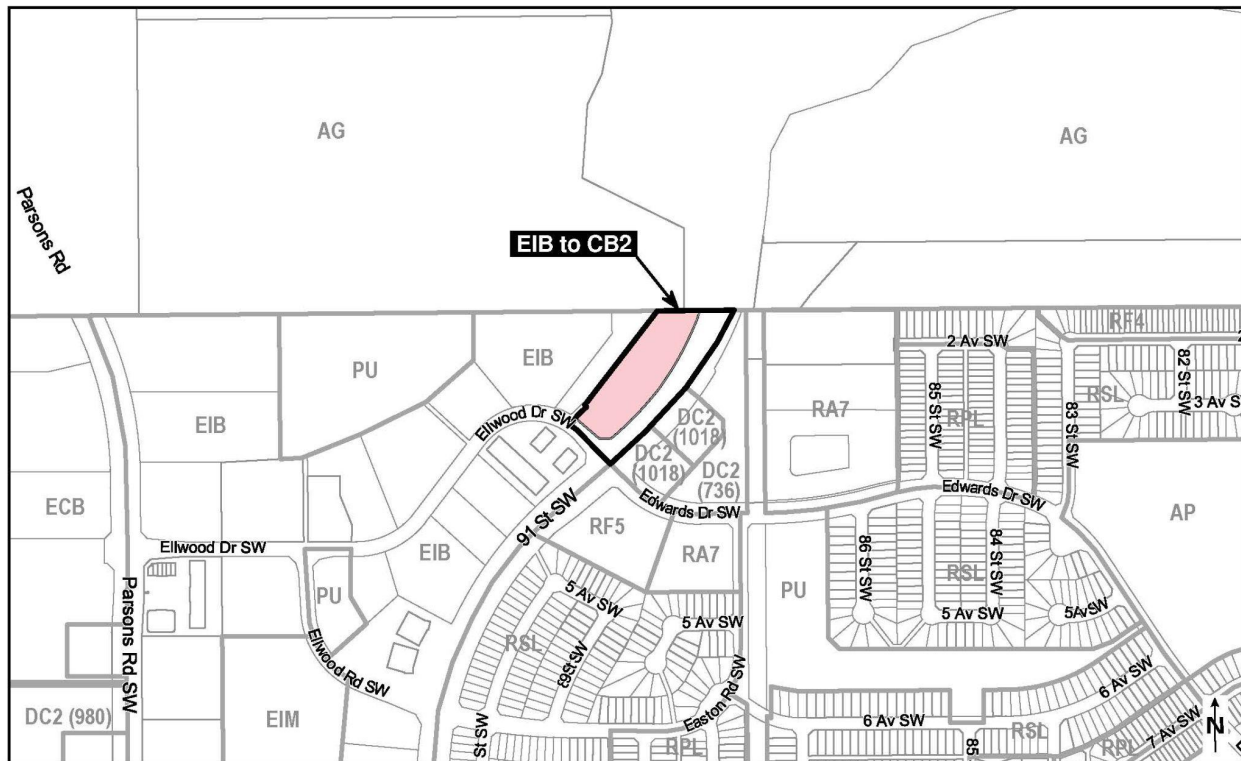 AG
AG
Parsons Rd
EIB to CB2
RF4
2 Av SW
2
PU
EIB
82 St SW
RSL
3 Av S
85 St SW
RPL
83 St SW
RA7
EIB
Ellwood Dr SW
DC2
(1018)
DC2
(1018)
DC2
(736)
ECB
Edwards Dr SW
Edwards Dr SW
AP
91 St SW
RF5
Ellwood Dr SW
EIB
RA7
86 St SW
84 St SW
RSL
PU
PU
5 Av SW
5 Av SW
5 Av SW
5 Av SW
Parsons Rd SW
Ellwood Rd SW
RSL
63 St SW
Easton Rd SW
6 Av SW
6 Av SW
DC2 (980)
EIM
St SW
RPL
85
RSL
RPL
7 Av SW
N